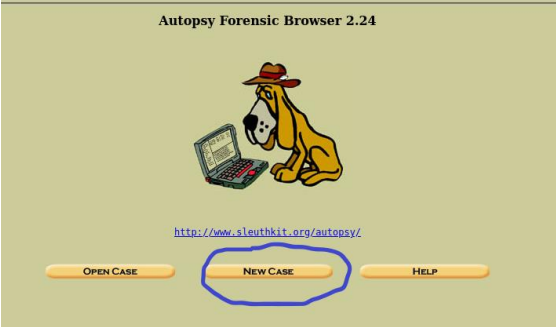 Autopsy Forensic Browser 2.24
http://www.sleuthkit.org/autopsy/
OPEN CASE NEW CASE HELP